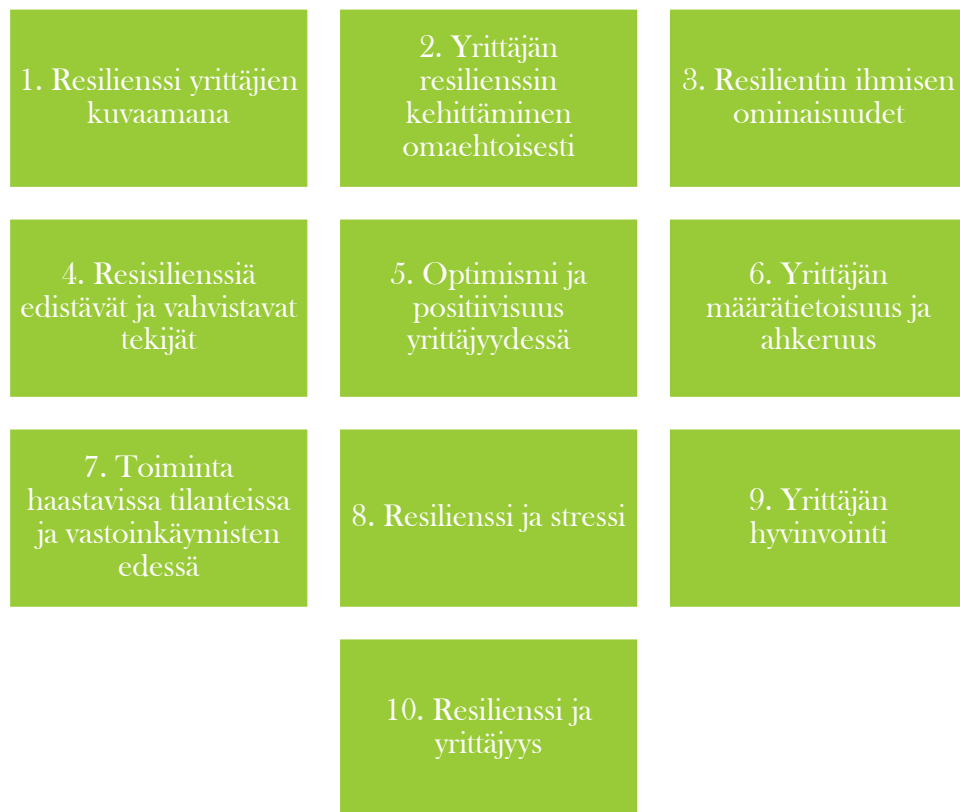 1. Resilienssi yrittäjien
kuvaamana
2. Yrittäjän
resilienssin
kehittäminen
omaehtoisesti
3. Resilientin ihmisen
ominaisuudet
4. Resisilienssiä
edistävät ja vahvistavat
tekijät
5. Optimismi ja
positiivisuus
yrittäjyydessä
6. Yrittäjän
määrätietoisuus ja
ahkeruus
7. Toiminta
haastavissa tilanteissa
ja vastoinkäymisten
edessä
8. Resilienssi ja stressi
9. Yrittäjän
hyvinvointi
10. Resilienssi ja
yrittäjyys